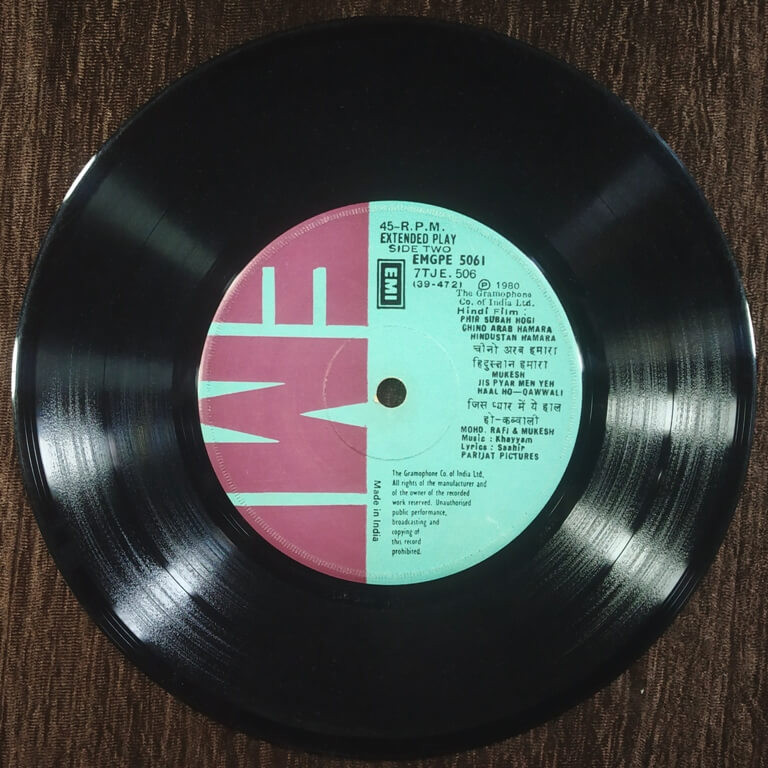 EMI
45-R.P.M.
EXTENDED PLAY
SIDE TWO
EMI
EMGPE 5061
7TJE. 506
(39-472)
Ⓟ 1980
The Gramophone
Co. of India Ltd.
Hindi Film :
PHIR SUBAH HOGI
CHINO ARAB HAMARA
HINDUSTAN HAMARA
चीनो अरब हमारा
हिंदुस्तान हमारा
MUKESH
JIS PYAR MEN YEH
HAAL HO—QAWWALI
जिस प्यार में ये हाल
हो-कव्वाली
MOHD. RAFI & MUKESH
Music : Khayyam
Lyrics : Saahir
PARIJAT PICTURES
The Gramophone Co. of India Ltd.
All rights of the manufacturer and
of the owner of the recorded
work reserved. Unauthorised
public performance,
broadcasting and
copying of
this record
prohibited.
Made in India